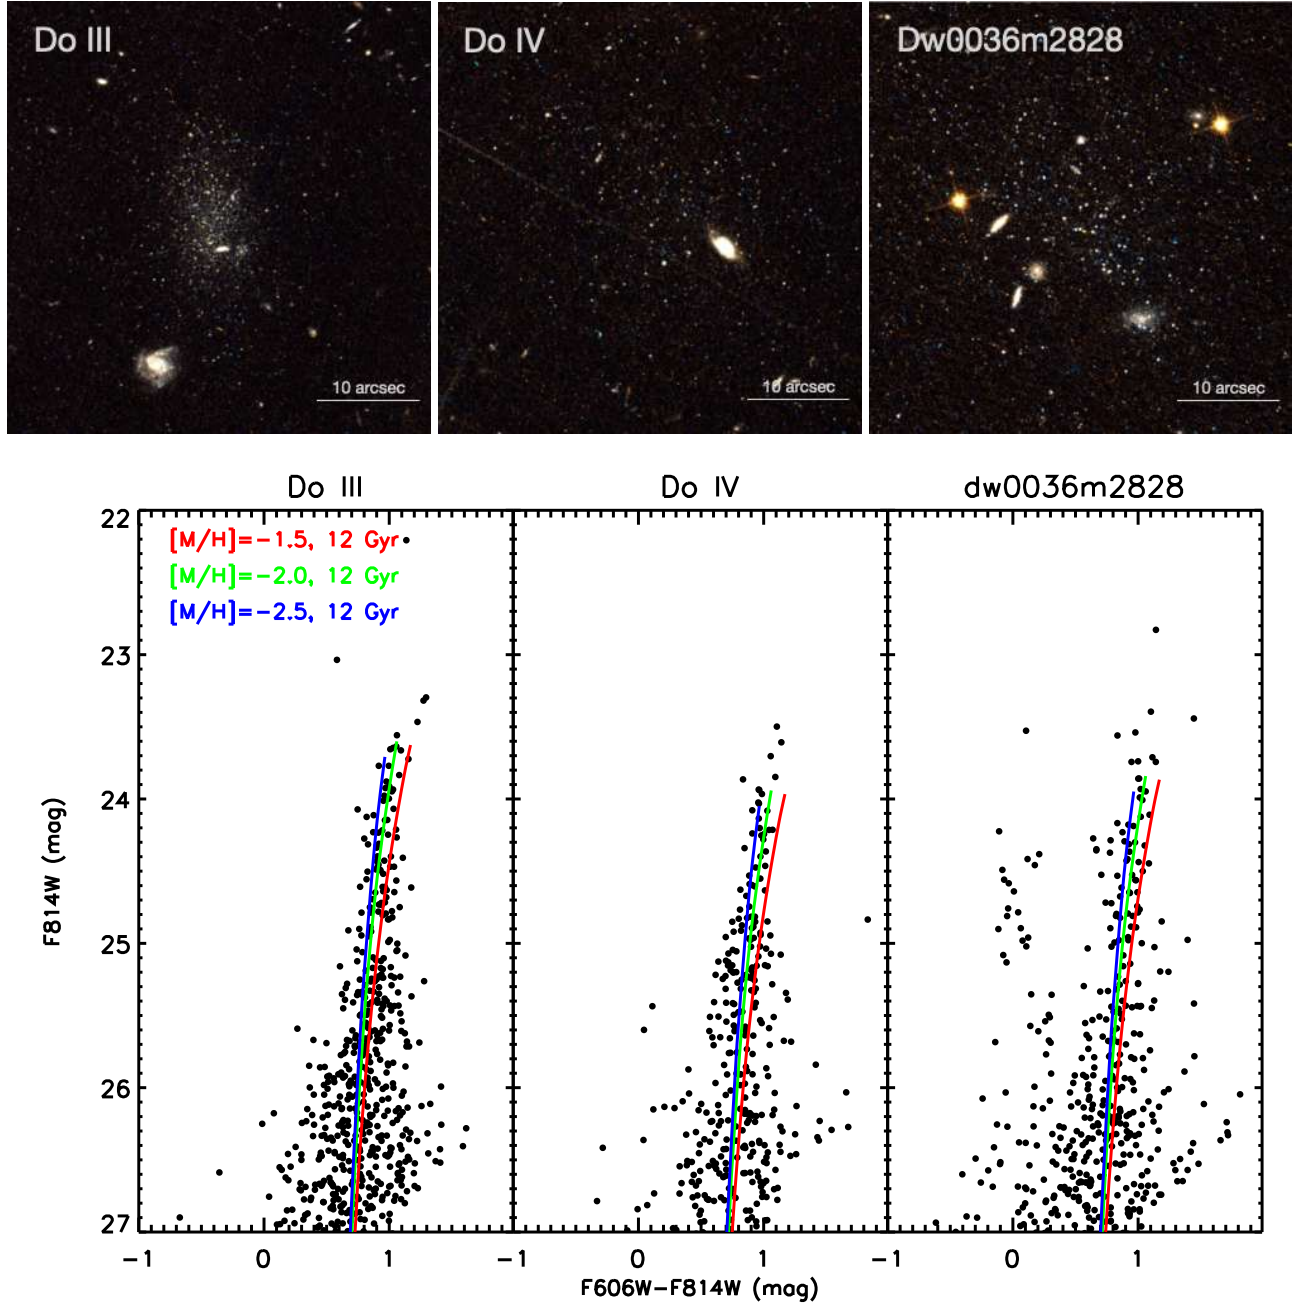 Do III
Do IV
Dw0036m2828
10 arcsec
10 arcsec
10 arcsec
Do III
Do IV
dw0036m2828
22
[M/H]=−1.5, 12 Gyr
[M/H]=−2.0, 12 Gyr
[M/H]=−2.5, 12 Gyr
23
24
25
26
27
F814W (mag)
−1 0 1 −1 0 1 −1 0 1
F606W−F814W (mag)